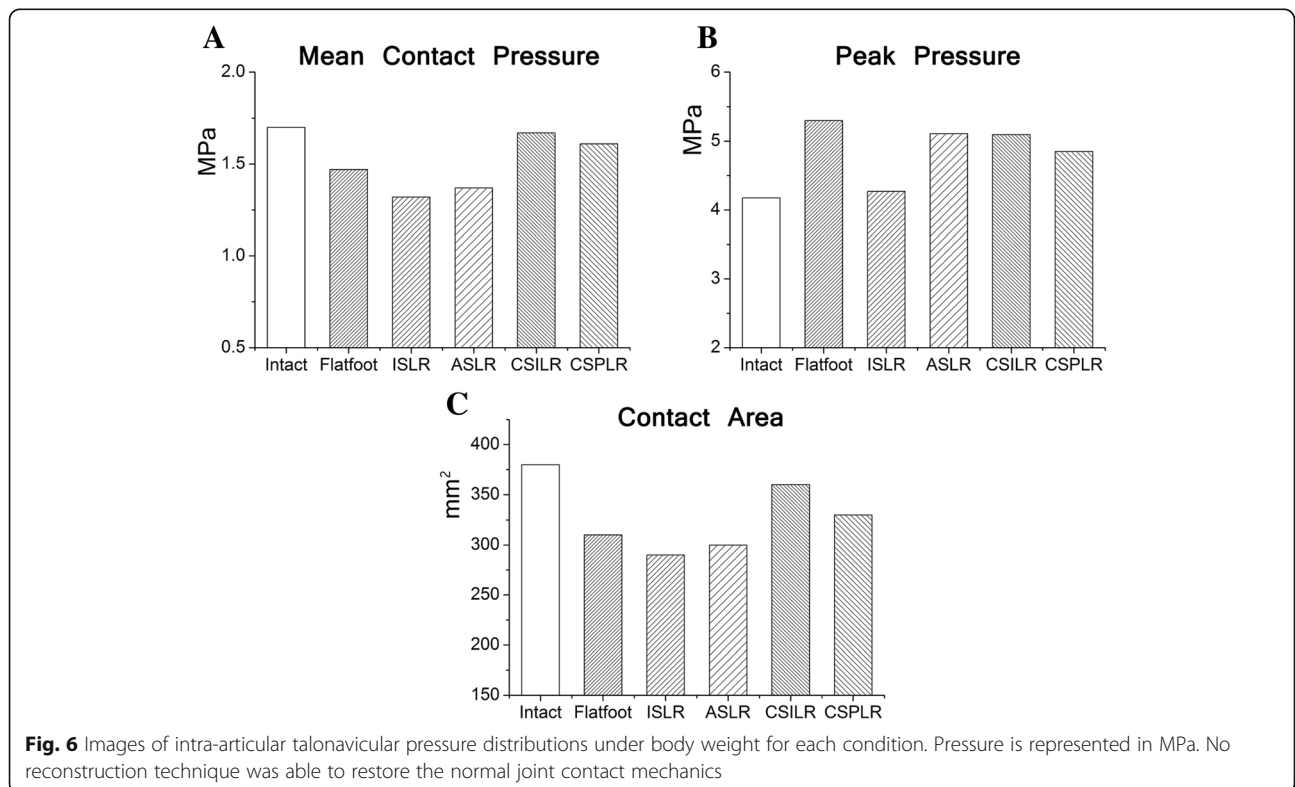 A
Mean Contact Pressure
2.0
1.5
1.0
0.5
MPa
Intact Flatfoot ISLR ASLR CSILR CSPLR
B
Peak Pressure
6
5
4
3
2
MPa
Intact Flatfoot ISLR ASLR CSILR CSPLR
C
Contact Area
400
350
300
250
200
150
mm²
Intact Flatfoot ISLR ASLR CSILR CSPLR
Fig. 6 Images of intra-articular talonavicular pressure distributions under body weight for each condition. Pressure is represented in MPa. No
reconstruction technique was able to restore the normal joint contact mechanics